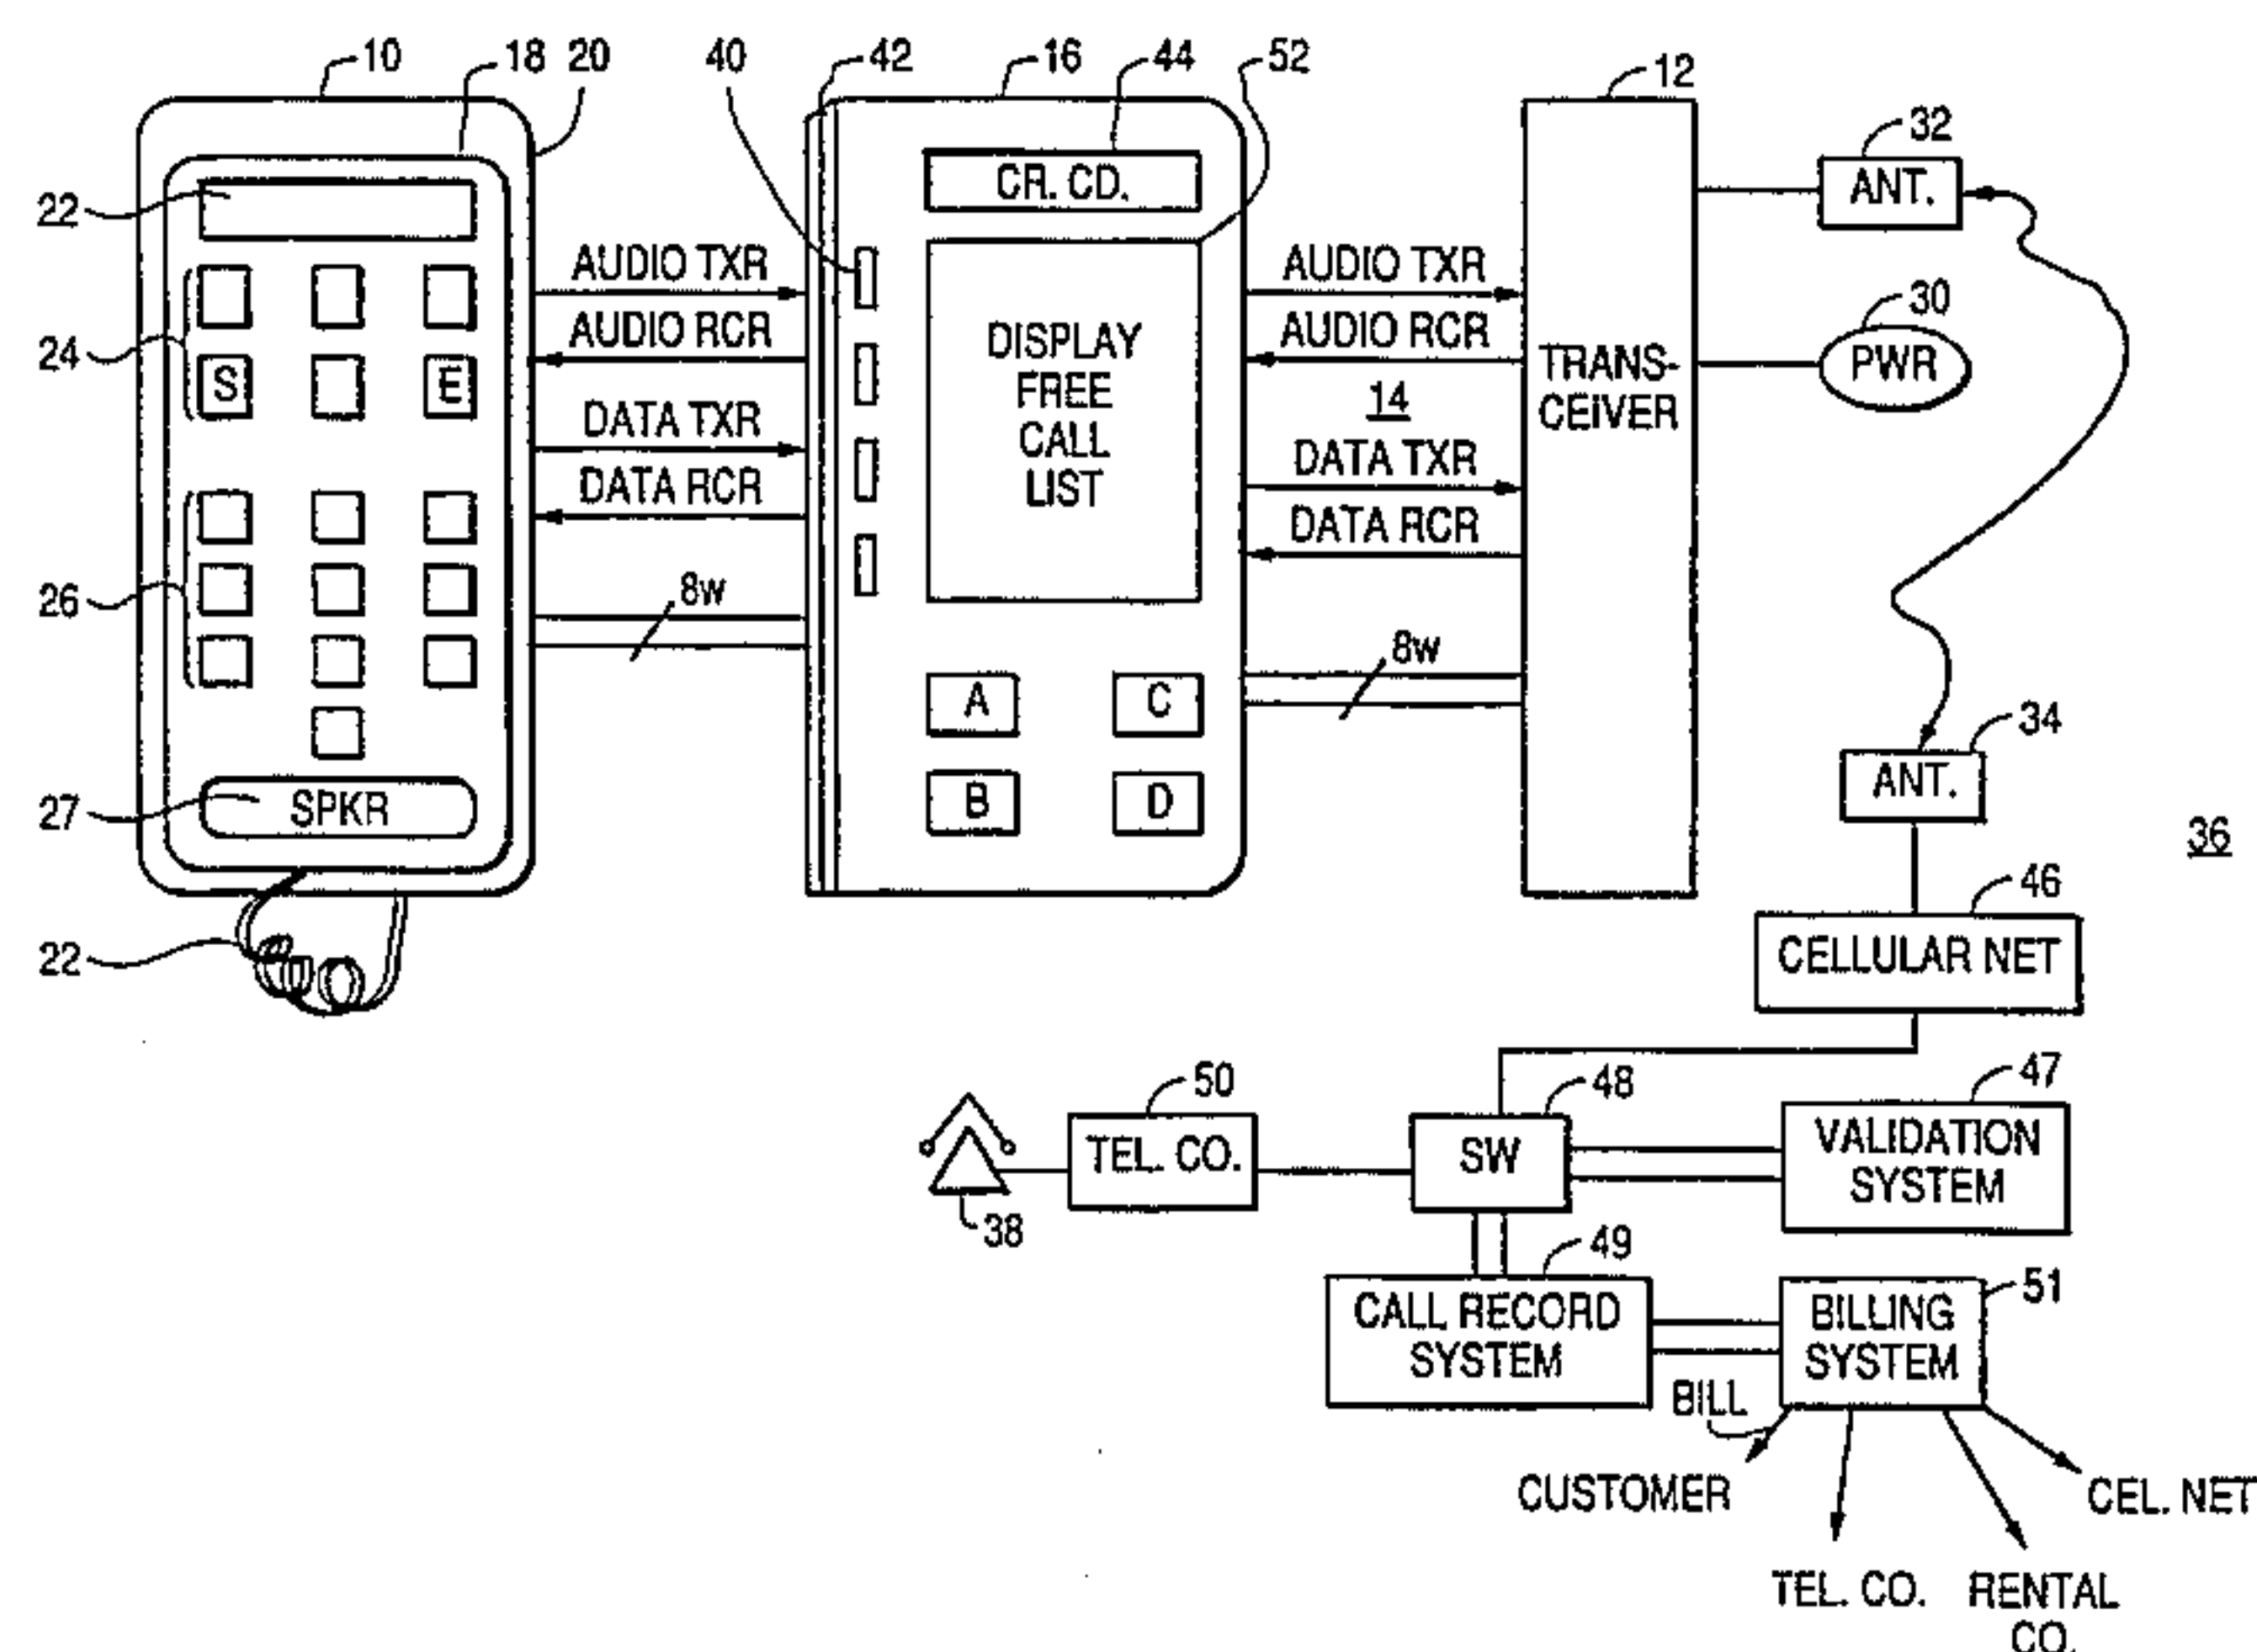 10
18
20
40
42
16
44
52
12
32
22
CR. CD.
ANT.
24
S
E
AUDIO TXR
AUDIO RCR
DATA TXR
DATA RCR
8w
DISPLAY
FREE
CALL
LIST
AUDIO TXR
AUDIO RCR
14
DATA TXR
DATA RCR
8w
TRANS-
CEIVER
30
PWR
26
A
C
B
D
27
SPKR
22
34
ANT.
36
46
CELLULAR NET
38
50
TEL. CO.
48
SW
47
VALIDATION
SYSTEM
49
CALL RECORD
SYSTEM
51
BILLING
SYSTEM
BILL
CUSTOMER
CEL. NET
TEL. CO.
RENTAL
CO.